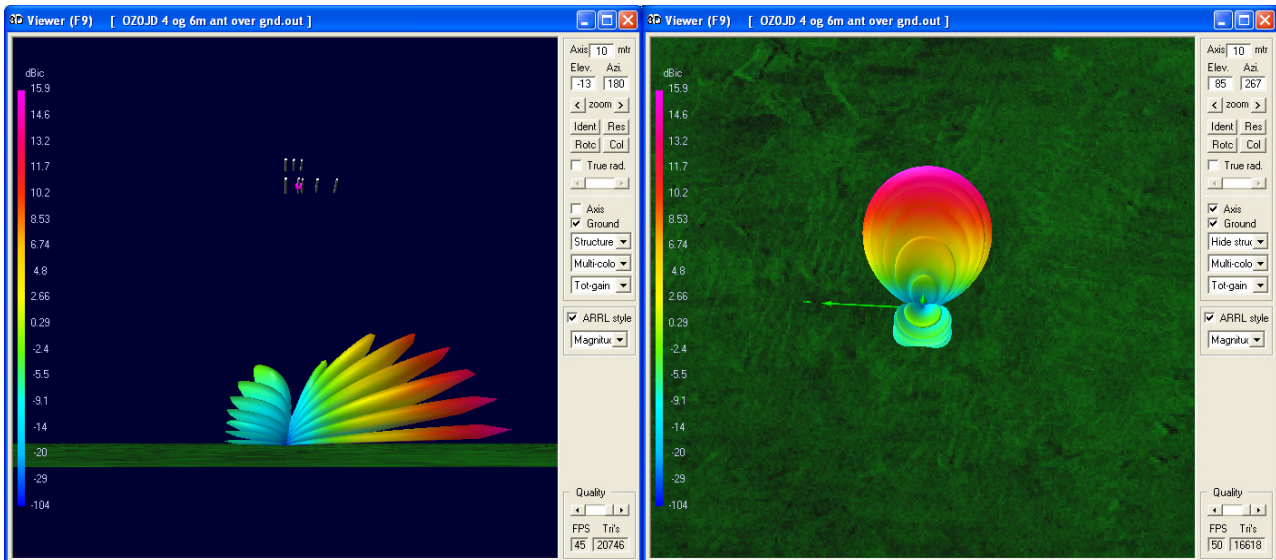 3D Viewer (F9) [ OZ0JD 4 og 6m ant over gnd.out ]
dBic
15.9
14.6
13.2
11.7
10.2
8.53
6.74
4.8
2.66
0.29
-2.4
-5.5
-9.1
-14
-20
-29
-104
Axis 10 mtr
Elev. Azi.
-13 180
< zoom >
Ident Res
Rotc Col
True rad.
Axis
Ground
Structure
Multi-colo
Tot-gain
ARRL style
Magnitu
Quality
FPS Tri's
45 20746
3D Viewer (F9) [ OZ0JD 4 og 6m ant over gnd.out ]
dBic
15.9
14.6
13.2
11.7
10.2
8.53
6.74
4.8
2.66
0.29
-2.4
-5.5
-9.1
-14
-20
-29
-104
Axis 10 mtr
Elev. Azi.
85 267
< zoom >
Ident Res
Rotc Col
True rad.
Axis
Ground
Hide struc
Multi-colo
Tot-gain
ARRL style
Magnitu
Quality
FPS Tri's
50 16618